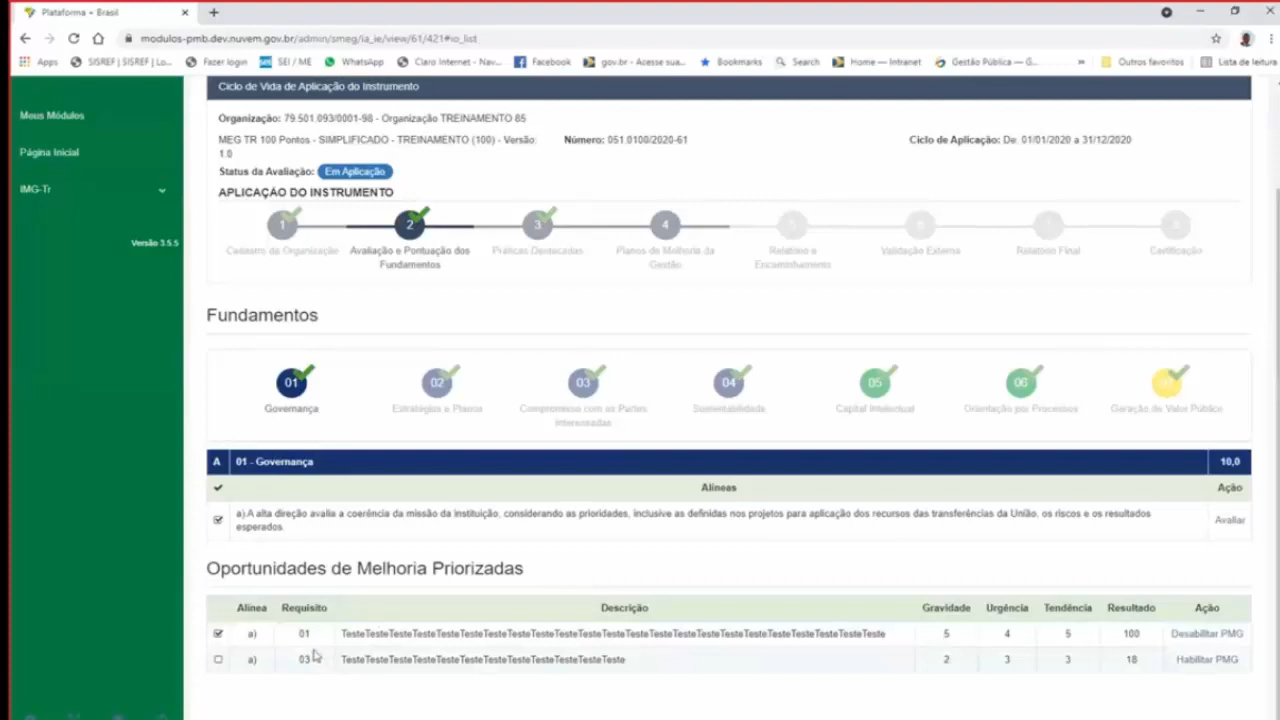 Plataforma + Brasil
modulos-pmb.dev.nuvem.gov.br/admin/smeg/ia_ie/view/61/421#io_list
Apps SISREF | SISREF | Lo... Fazer login SEI / ME WhatsApp Claro Internet - Nav... Facebook gov.br - Acesse sua... Bookmarks Search Home — Intranet Gestão Pública — G... » Outros favoritos Lista de leitura
Ciclo de Vida de Aplicação do Instrumento
Meus Módulos
Página Inicial
IMG-Tr
Versão 3.5.5
Organização: 79.501.093/0001-98 - Organização TREINAMENTO 85
MEG TR 100 Pontos - SIMPLIFICADO - TREINAMENTO (100) - Versão: Número: 051.0100/2020-61 Ciclo de Aplicação: De: 01/01/2020 a 31/12/2020
1.0
Status da Avaliação: Em Aplicação
APLICAÇÃO DO INSTRUMENTO
1 2 3 4
Cadastro da Organização Avaliação e Pontuação dos Práticas Destacadas Planos de Melhoria da Relatório e Validação Externa Relatório Final Certificação
Fundamentos Gestão Encaminhamento
Fundamentos
01 02 03 04 05 06
Governança Estratégias e Planos Compromisso com as Partes Sustentabilidade Capital Intelectual Orientação por Processos Geração de Valor Público
Interessadas
A 01 - Governança 10,0
Alíneas Ação
a) A alta direção avalia a coerência da missão da instituição, considerando as prioridades, inclusive as definidas nos projetos para aplicação dos recursos das transferências da União, os riscos e os resultados Avaliar
esperados.
Oportunidades de Melhoria Priorizadas
Alínea Requisito Descrição Gravidade Urgência Tendência Resultado Ação
a) 01 TesteTesteTesteTesteTesteTesteTesteTesteTesteTesteTesteTesteTesteTesteTesteTesteTesteTesteTesteTesteTesteTesteTeste 5 4 5 100 Desabilitar PMG
a) 03 TesteTesteTesteTesteTesteTesteTesteTesteTesteTesteTesteTeste 2 3 3 18 Habilitar PMG